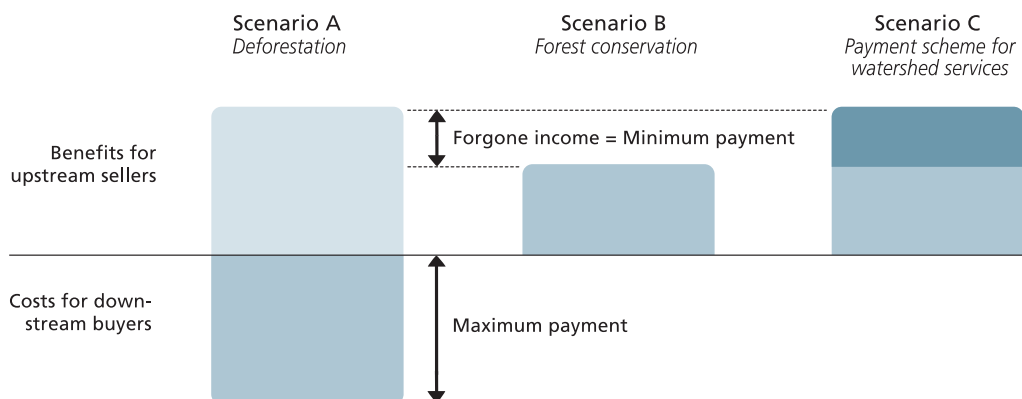 Scenario A
Deforestation
Scenario B
Forest conservation
Scenario C
Payment scheme for
watershed services
Benefits for
upstream sellers
Forgone income = Minimum payment
Costs for down-
stream buyers
Maximum payment